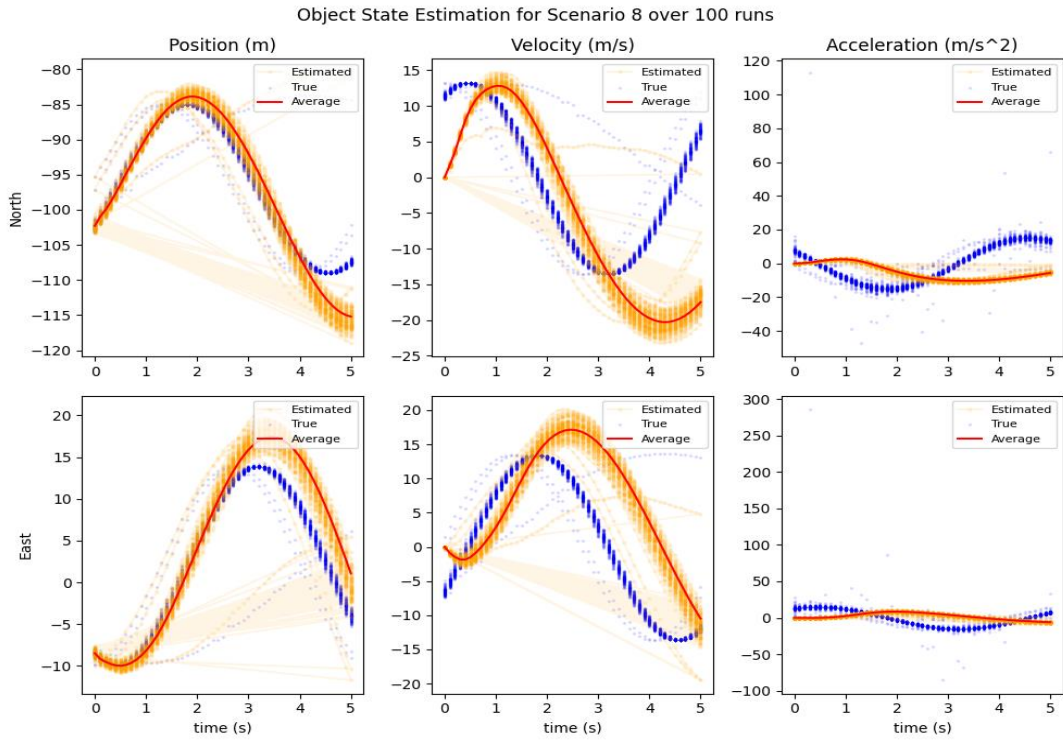 Object State Estimation for Scenario 8 over 100 runs
Position (m)
Velocity (m/s)
Acceleration (m/s^2)
North
−80
−85
−90
−95
−100
−105
−110
−115
−120
0 1 2 3 4 5
Estimated
True
Average
15
10
5
0
−5
−10
−15
−20
−25
0 1 2 3 4 5
Estimated
True
Average
120
100
80
60
40
20
0
−20
−40
0 1 2 3 4 5
Estimated
True
Average
East
20
15
10
5
0
−5
−10
0 1 2 3 4 5
time (s)
Estimated
True
Average
20
15
10
5
0
−5
−10
−15
−20
0 1 2 3 4 5
time (s)
Estimated
True
Average
300
250
200
150
100
50
0
−50
−100
0 1 2 3 4 5
time (s)
Estimated
True
Average